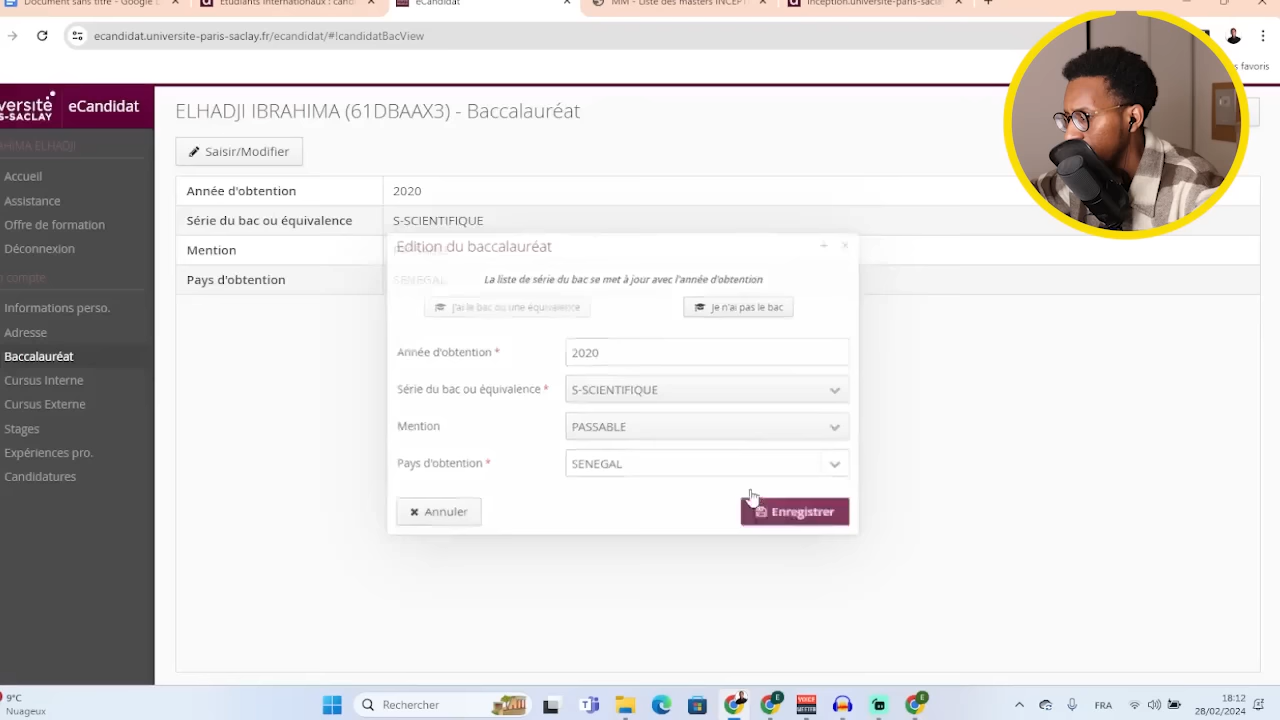 Document sans titre - Google
Étudiants internationaux : cand
eCandidat
MM - Liste des masters INCEPT
inception.universite-paris-saclay
ecandidat.universite-paris-saclay.fr/ecandidat/#!candidatBacView
favoris
eCandidat
S-SACLAY
ELHADJI IBRAHIMA (61DBAAX3) - Baccalauréat
Saisir/Modifier
Accueil
Assistance
Offre de formation
Déconnexion
compte
Informations perso.
Adresse
Baccalauréat
Cursus Interne
Cursus Externe
Stages
Expériences pro.
Candidatures
Année d'obtention 2020
Série du bac ou équivalence S-SCIENTIFIQUE
Mention
Pays d'obtention SENEGAL
Edition du baccalauréat
La liste de série du bac se met à jour avec l'année d'obtention
J'ai le bac ou une équivalence Je n'ai pas le bac
Année d'obtention * 2020
Série du bac ou équivalence * S-SCIENTIFIQUE
Mention PASSABLE
Pays d'obtention * SENEGAL
Annuler Enregistrer
9°C
Nuageux
Rechercher
FRA
18:12
28/02/2024